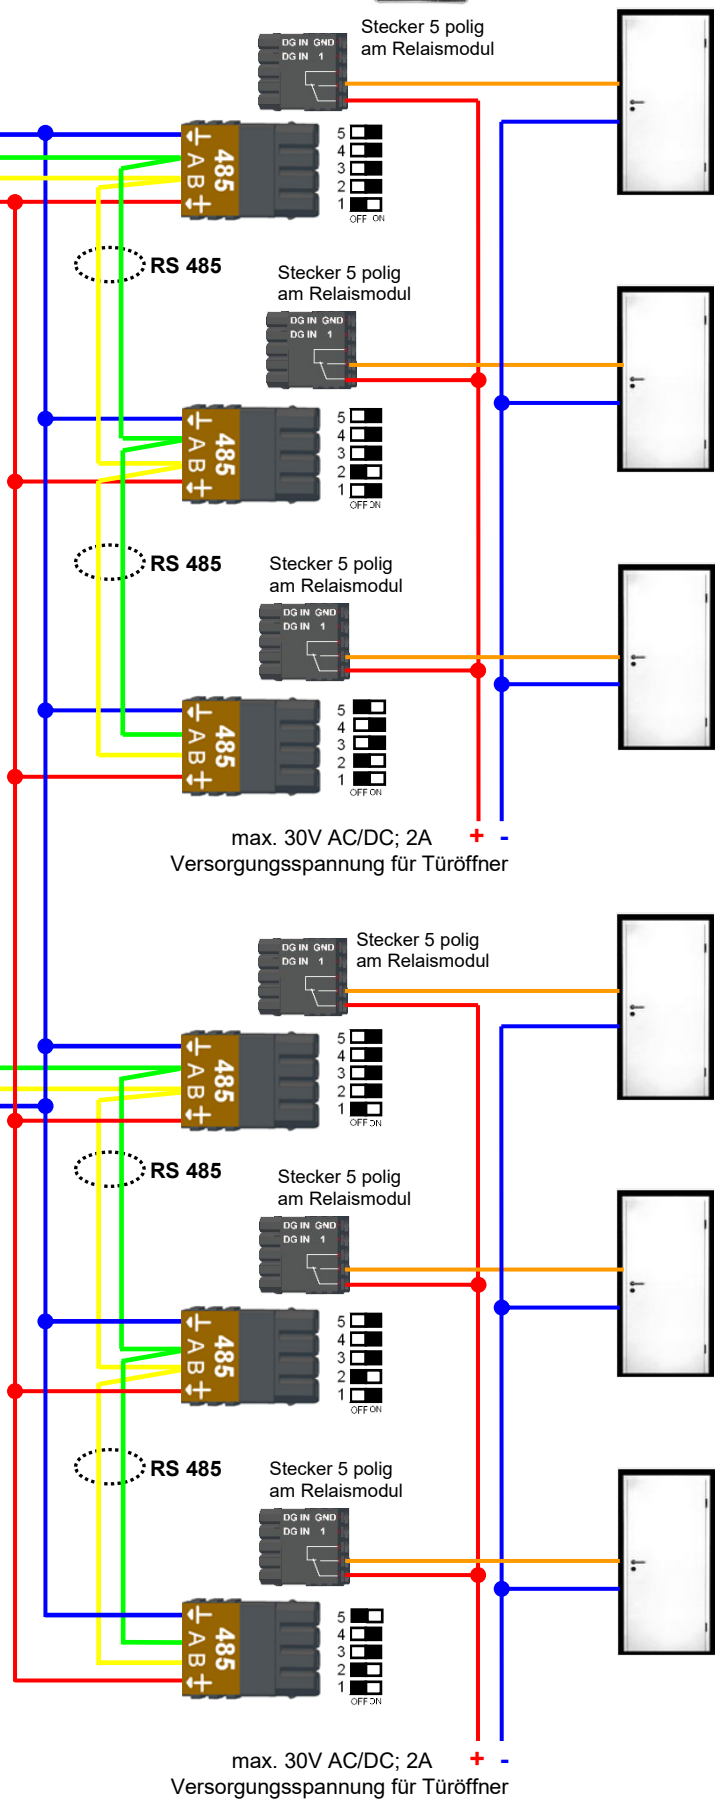 Stecker 5 polig
am Relaismodul
DG IN GND
DG IN 1
A B 485
5
4
3
2
1
OFF ON
RS 485
Stecker 5 polig
am Relaismodul
DG IN GND
DG IN 1
A B 485
5
4
3
2
1
OFF ON
RS 485
Stecker 5 polig
am Relaismodul
DG IN GND
DG IN 1
A B 485
5
4
3
2
1
OFF ON
max. 30V AC/DC; 2A + -
Versorgungsspannung für Türöffner
Stecker 5 polig
am Relaismodul
DG IN GND
DG IN 1
A B 485
5
4
3
2
1
OFF ON
RS 485
Stecker 5 polig
am Relaismodul
DG IN GND
DG IN 1
A B 485
5
4
3
2
1
OFF ON
RS 485
Stecker 5 polig
am Relaismodul
DG IN GND
DG IN 1
A B 485
5
4
3
2
1
OFF ON
max. 30V AC/DC; 2A + -
Versorgungsspannung für Türöffner